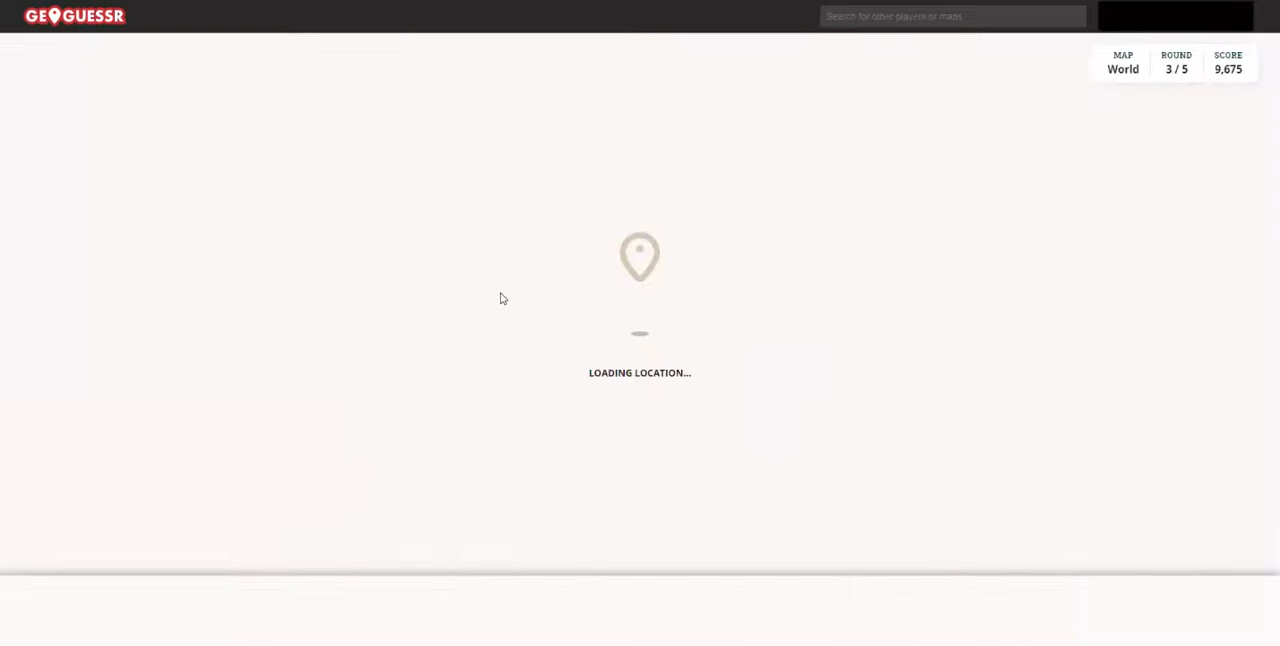 GEOGUESSR
Search for other players or maps
MAP ROUND SCORE
World 3 / 5 9,675
LOADING LOCATION...